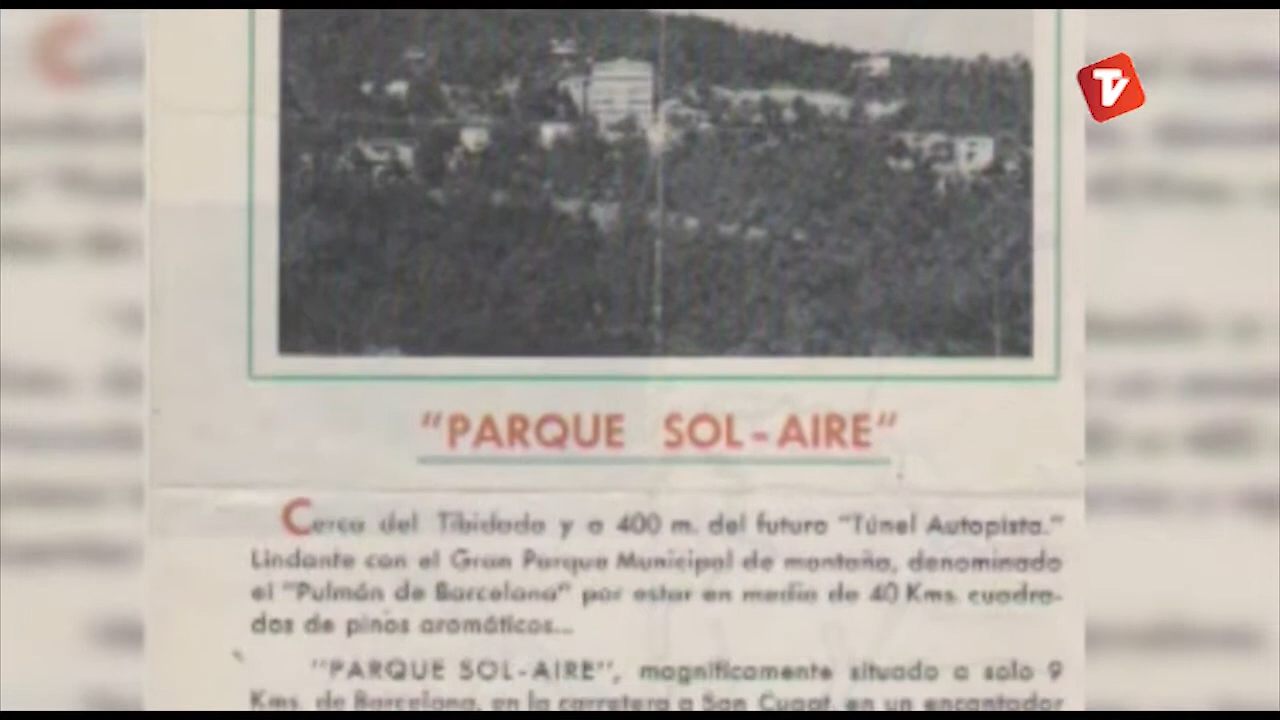 TV
"PARQUE SOL-AIRE"
Cerca del Tibidabo y a 400 m. del futuro "Túnel Autopista."
Lindante con el Gran Parque Municipal de montaña, denominado
el "Pulmón de Barcelona" por estar en medio de 40 Kms. cuadra-
dos de pinos aromáticos...
"PARQUE SOL-AIRE", magníficamente situado a solo 9
Kms. de Barcelona, en la carretera a San Cugat, en un encantador